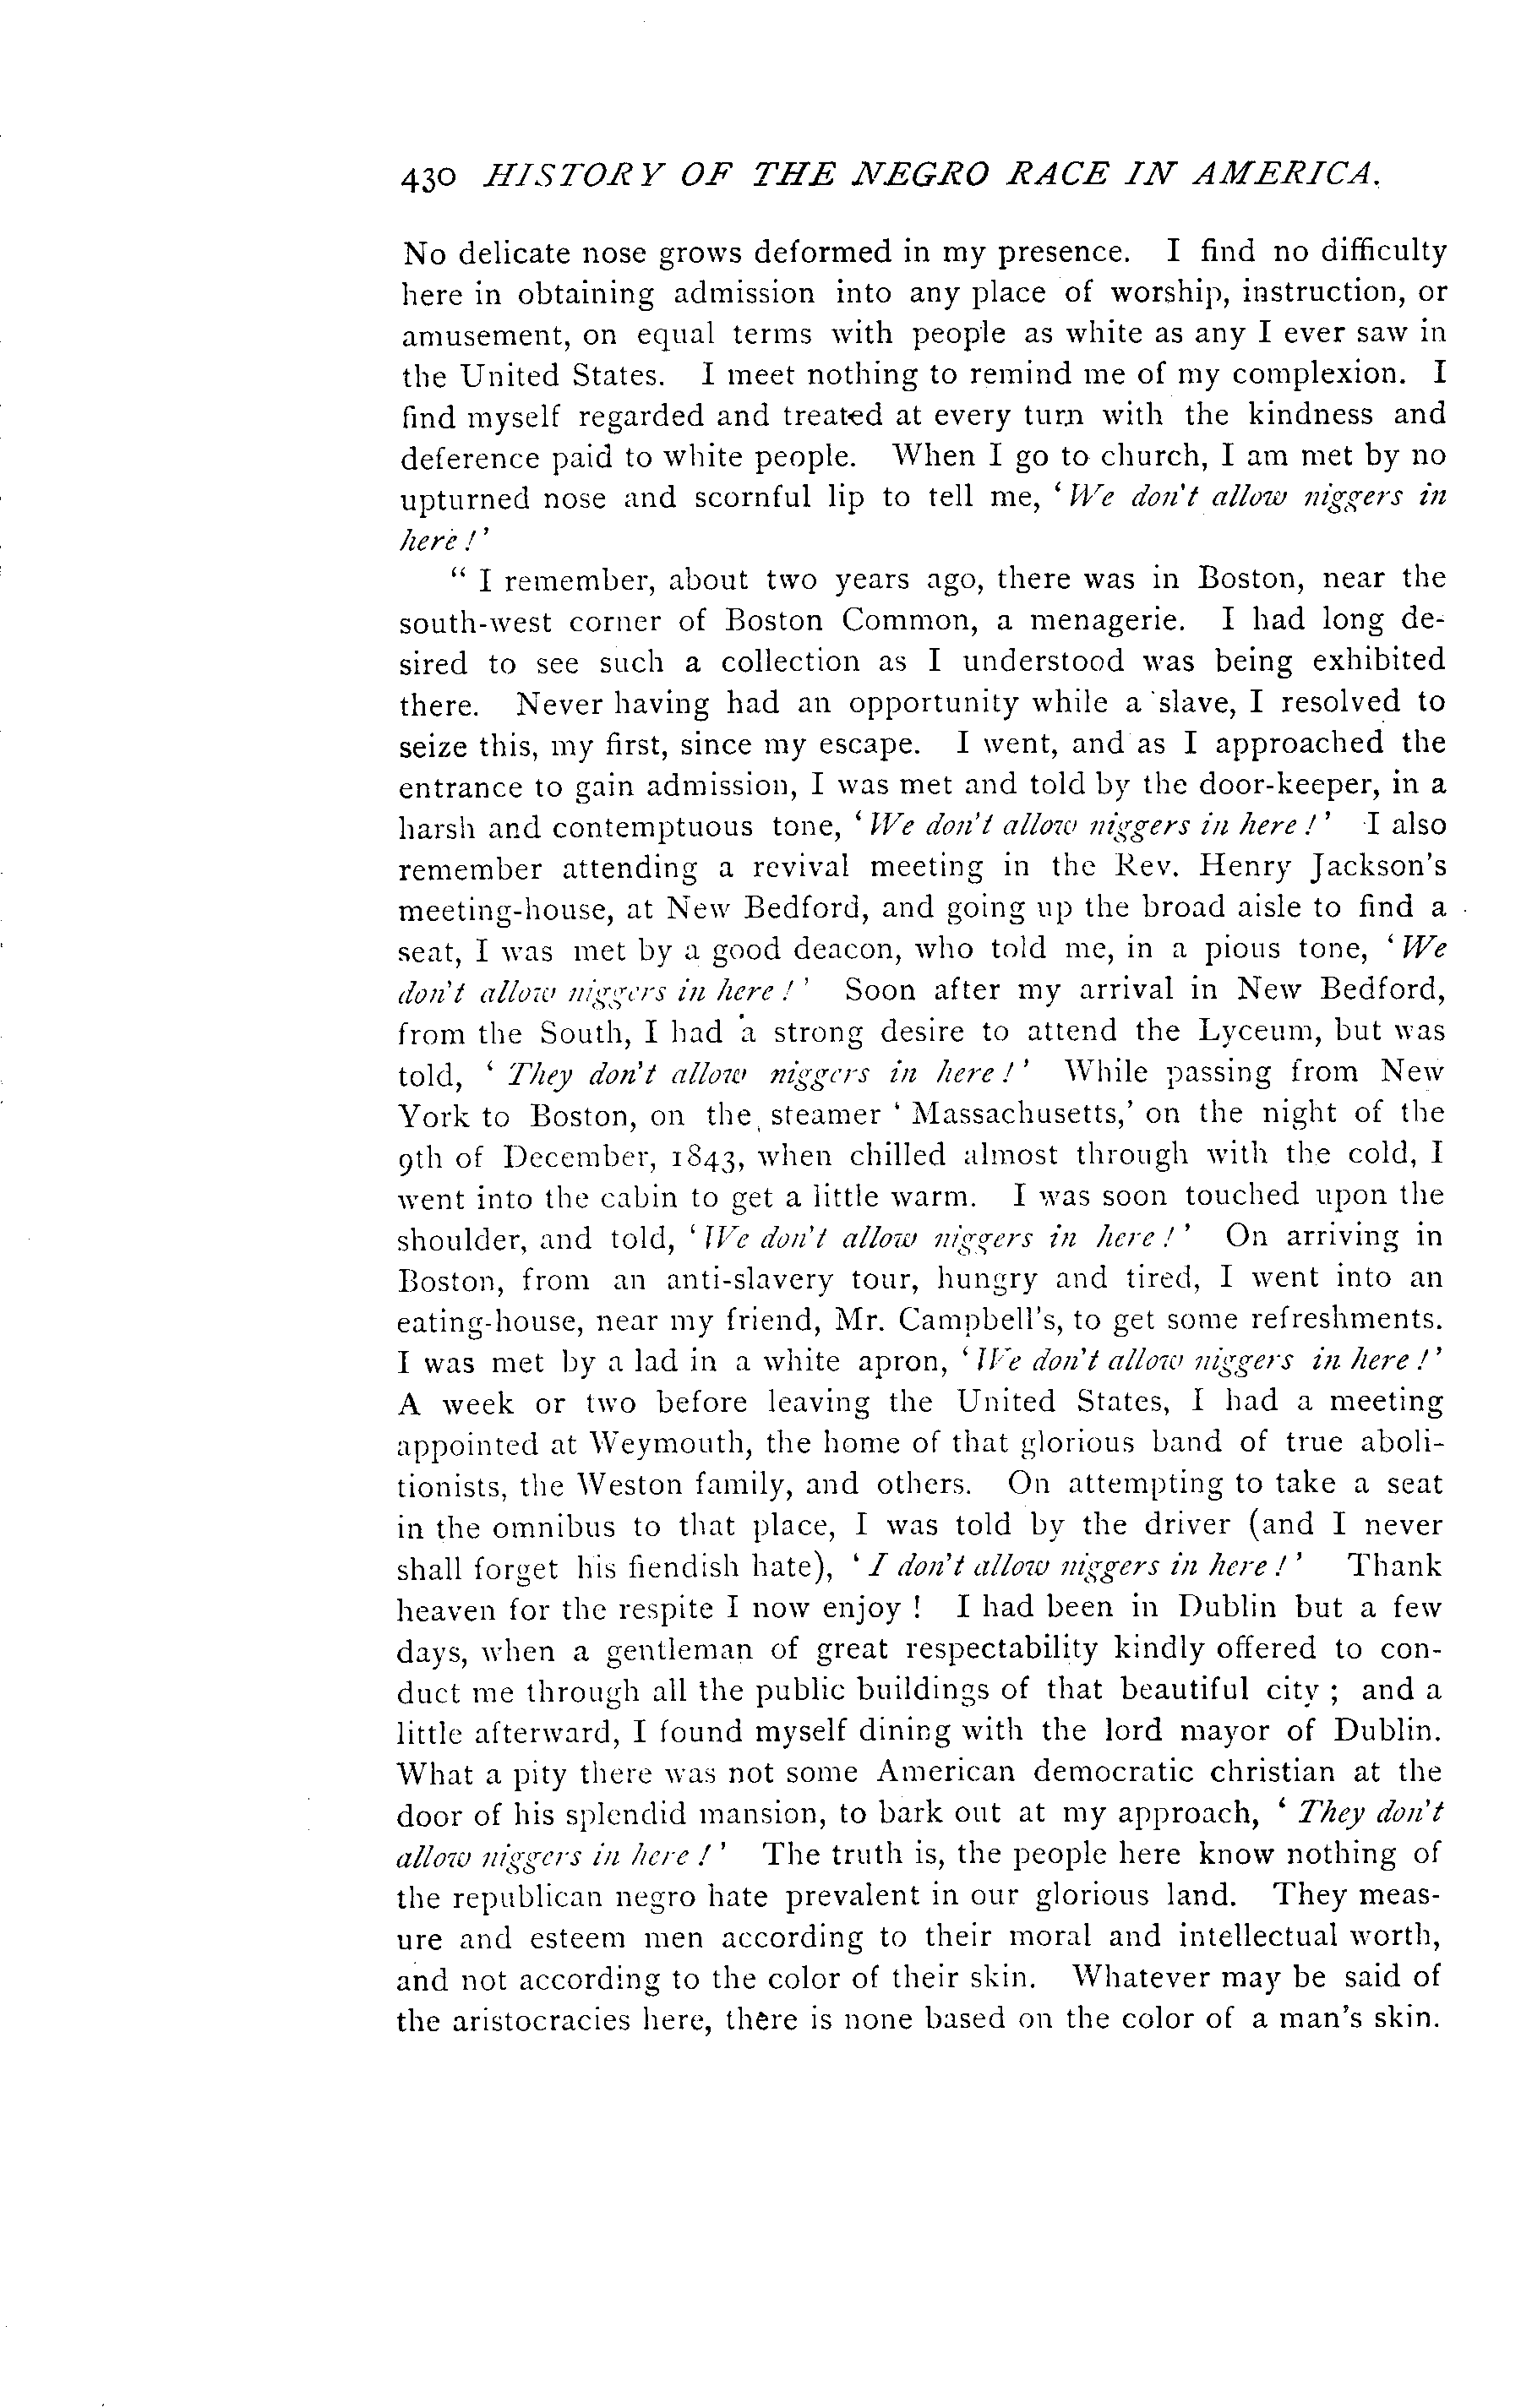 430 HISTORY OF THE NEGRO RACE IN AMERICA.
No delicate nose grows deformed in my presence. I find no difficulty
here in obtaining admission into any place of worship, instruction, or
amusement, on equal terms with people as white as any I ever saw in
the United States. I meet nothing to remind me of my complexion. I
find myself regarded and treated at every turn with the kindness and
deference paid to white people. When I go to church, I am met by no
upturned nose and scornful lip to tell me, ‘We don't allow niggers in
here!’
“I remember, about two years ago, there was in Boston, near the
south-west corner of Boston Common, a menagerie. I had long de-
sired to see such a collection as I understood was being exhibited
there. Never having had an opportunity while a slave, I resolved to
seize this, my first, since my escape. I went, and as I approached the
entrance to gain admission, I was met and told by the door-keeper, in a
harsh and contemptuous tone, ‘We don't allow niggers in here!’ I also
remember attending a revival meeting in the Rev. Henry Jackson's
meeting-house, at New Bedford, and going up the broad aisle to find a
seat, I was met by a good deacon, who told me, in a pious tone, ‘We
don't allow niggers in here!’ Soon after my arrival in New Bedford,
from the South, I had a strong desire to attend the Lyceum, but was
told, ‘They don't allow niggers in here!’ While passing from New
York to Boston, on the steamer ‘Massachusetts,’ on the night of the
9th of December, 1843, when chilled almost through with the cold, I
went into the cabin to get a little warm. I was soon touched upon the
shoulder, and told, ‘We don't allow niggers in here!’ On arriving in
Boston, from an anti-slavery tour, hungry and tired, I went into an
eating-house, near my friend, Mr. Campbell's, to get some refreshments.
I was met by a lad in a white apron, ‘We don't allow niggers in here!’
A week or two before leaving the United States, I had a meeting
appointed at Weymouth, the home of that glorious band of true aboli-
tionists, the Weston family, and others. On attempting to take a seat
in the omnibus to that place, I was told by the driver (and I never
shall forget his fiendish hate), ‘I don't allow niggers in here!’ Thank
heaven for the respite I now enjoy! I had been in Dublin but a few
days, when a gentleman of great respectability kindly offered to con-
duct me through all the public buildings of that beautiful city; and a
little afterward, I found myself dining with the lord mayor of Dublin.
What a pity there was not some American democratic christian at the
door of his splendid mansion, to bark out at my approach, ‘They don't
allow niggers in here!’ The truth is, the people here know nothing of
the republican negro hate prevalent in our glorious land. They meas-
ure and esteem men according to their moral and intellectual worth,
and not according to the color of their skin. Whatever may be said of
the aristocracies here, there is none based on the color of a man's skin.